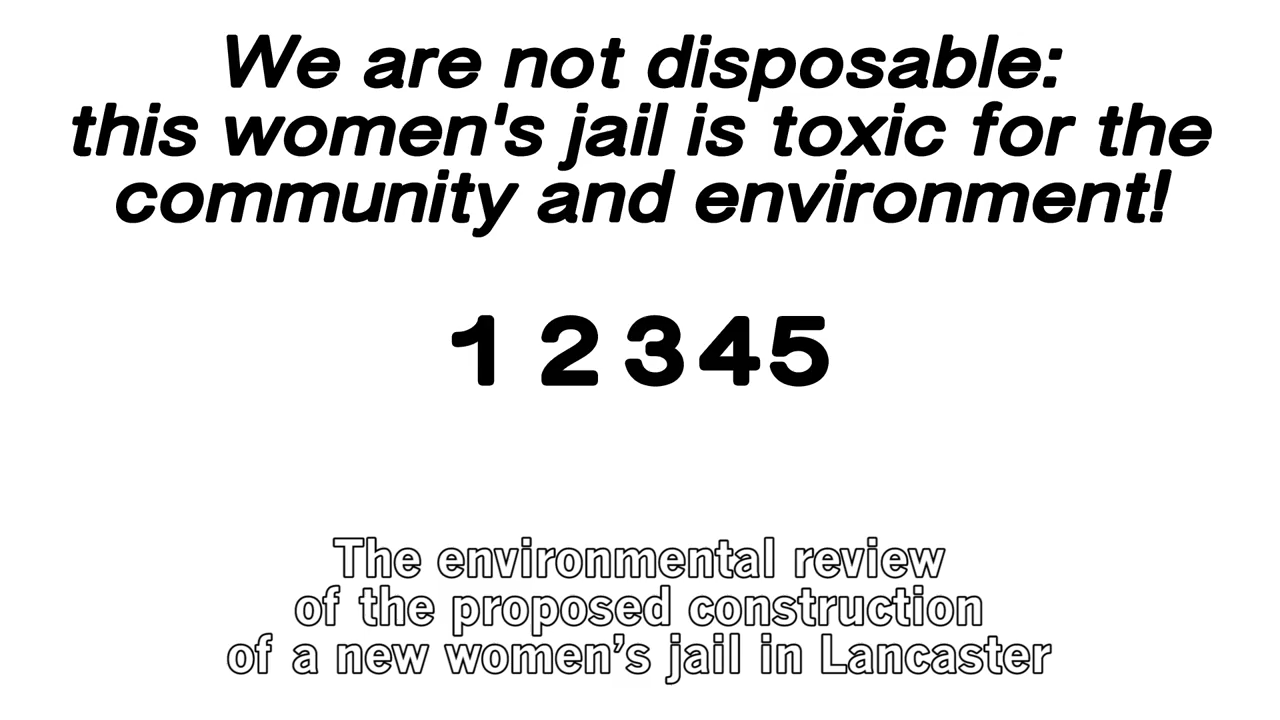 We are not disposable:
this women's jail is toxic for the
community and environment!
1 2 3 4 5
The environmental review
of the proposed construction
of a new women’s jail in Lancaster